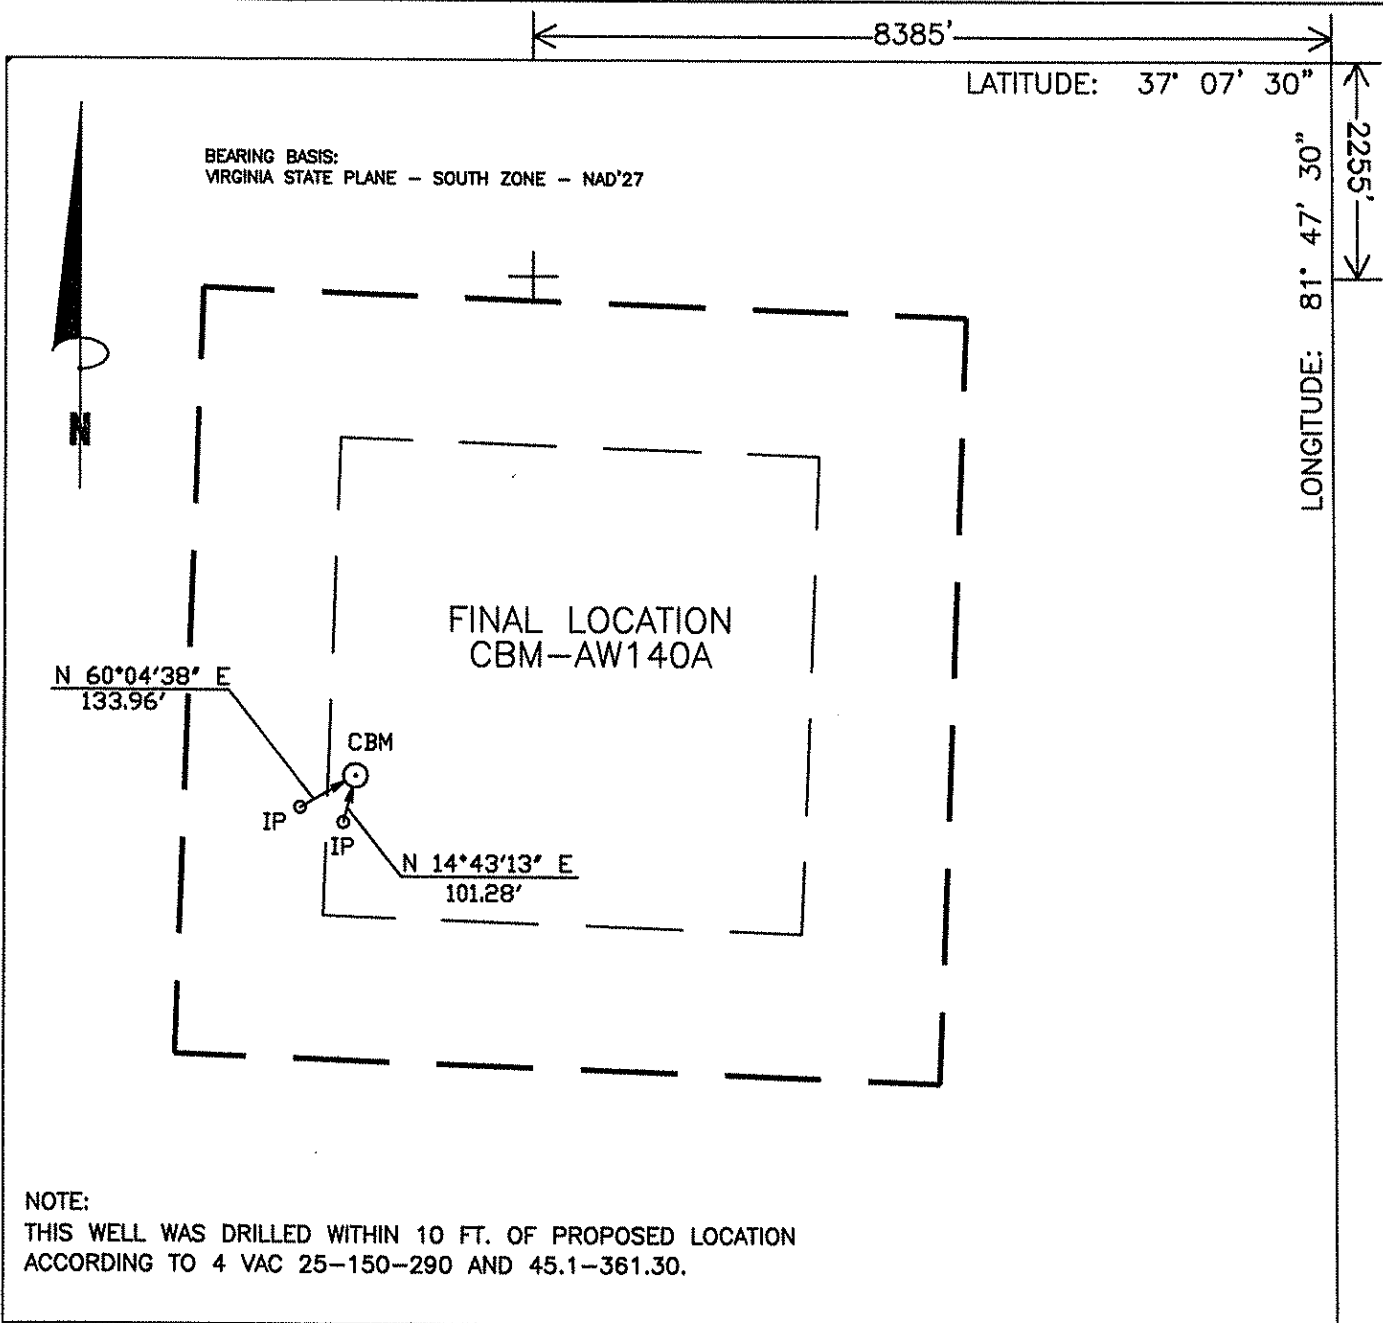 8385'
LATITUDE: 37° 07' 30"
2255'
LONGITUDE: 81° 47' 30"
BEARING BASIS:
VIRGINIA STATE PLANE – SOUTH ZONE – NAD'27
N
FINAL LOCATION
CBM–AW140A
N 60°04'38" E
133.96'
CBM
IP
IP
N 14°43'13" E
101.28'
NOTE:
THIS WELL WAS DRILLED WITHIN 10 FT. OF PROPOSED LOCATION
ACCORDING TO 4 VAC 25–150–290 AND 45.1–361.30.